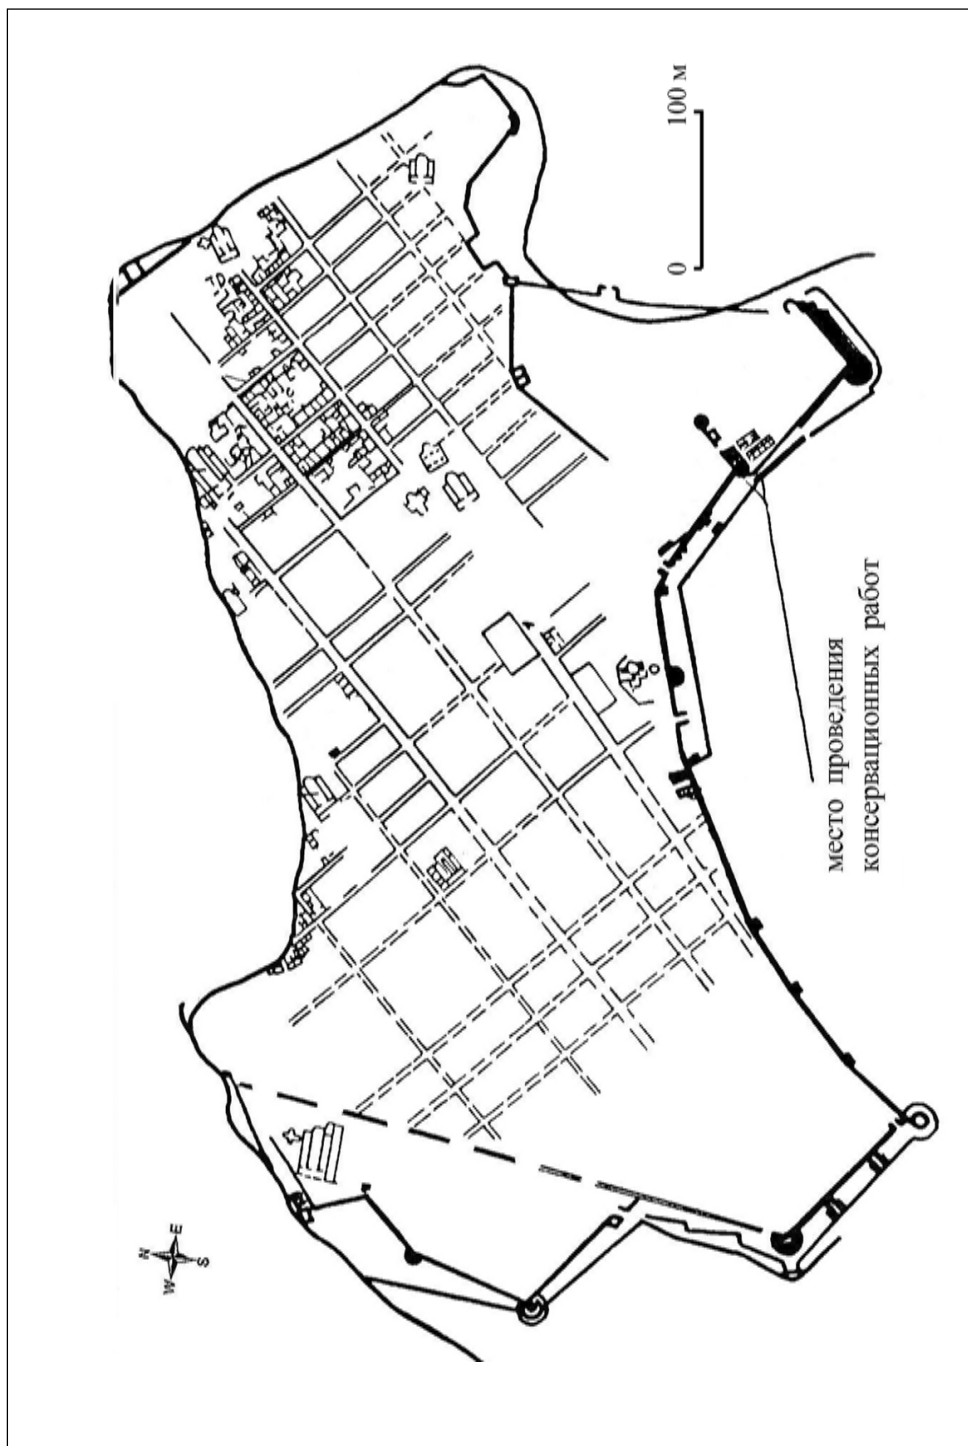 N
W E
S
0 100 м
место проведения
консервационных работ